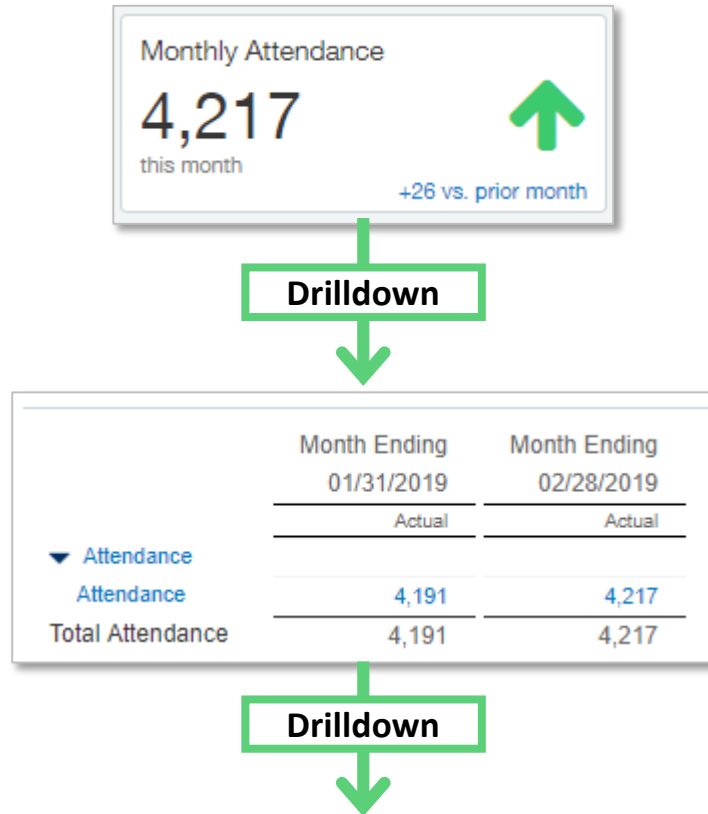 Monthly Attendance
4,217
this month
+26 vs. prior month
Drilldown
Month Ending Month Ending
01/31/2019 02/28/2019
Actual Actual
Attendance
Attendance 4,191 4,217
Total Attendance 4,191 4,217
Drilldown